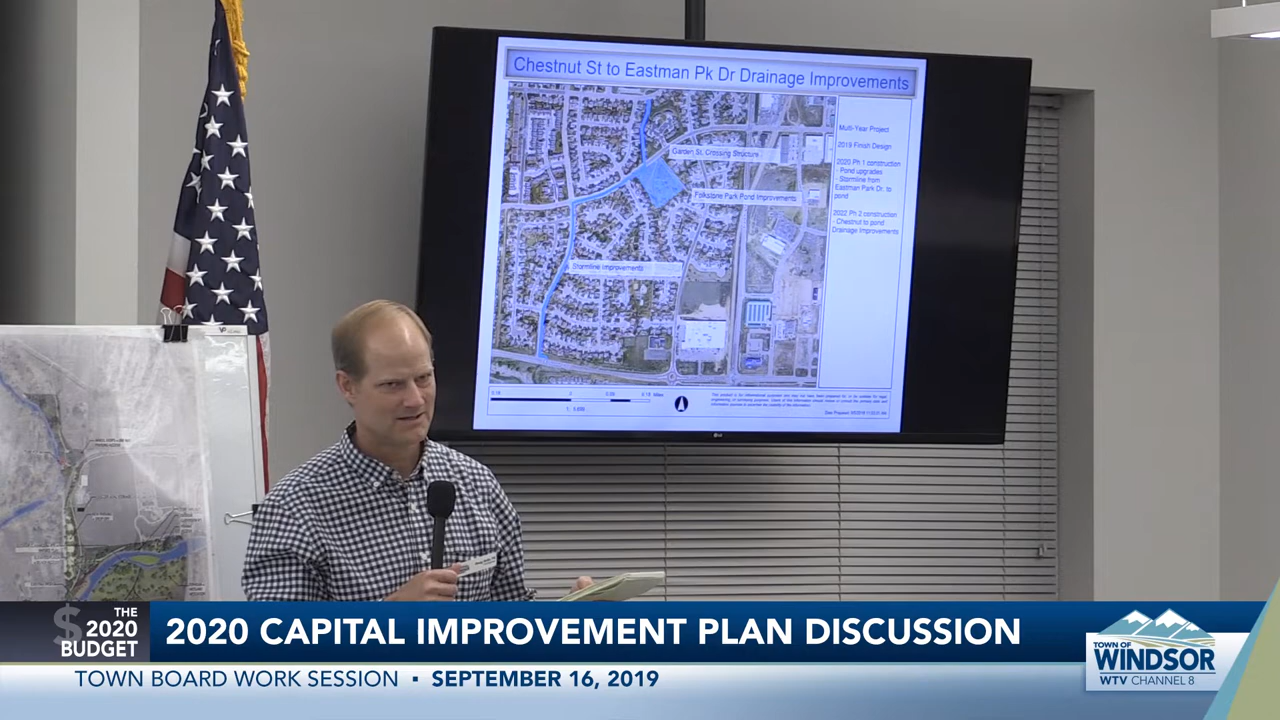 Chestnut St to Eastman Pk Dr Drainage Improvements
Multi-Year Project
2019 Finish Design
2020 Ph 1 construction
- Pond upgrades
- Stormline from
Eastman Park Dr. to
pond
2022 Ph 2 construction
- Chestnut to pond
Drainage Improvements
Garden St. Crossing Structure
Folkstone Park Pond Improvements
Stormline Improvements
LG
THE
2020
BUDGET
2020 CAPITAL IMPROVEMENT PLAN DISCUSSION
TOWN BOARD WORK SESSION ▪ SEPTEMBER 16, 2019
TOWN OF
WINDSOR
WTV CHANNEL 8